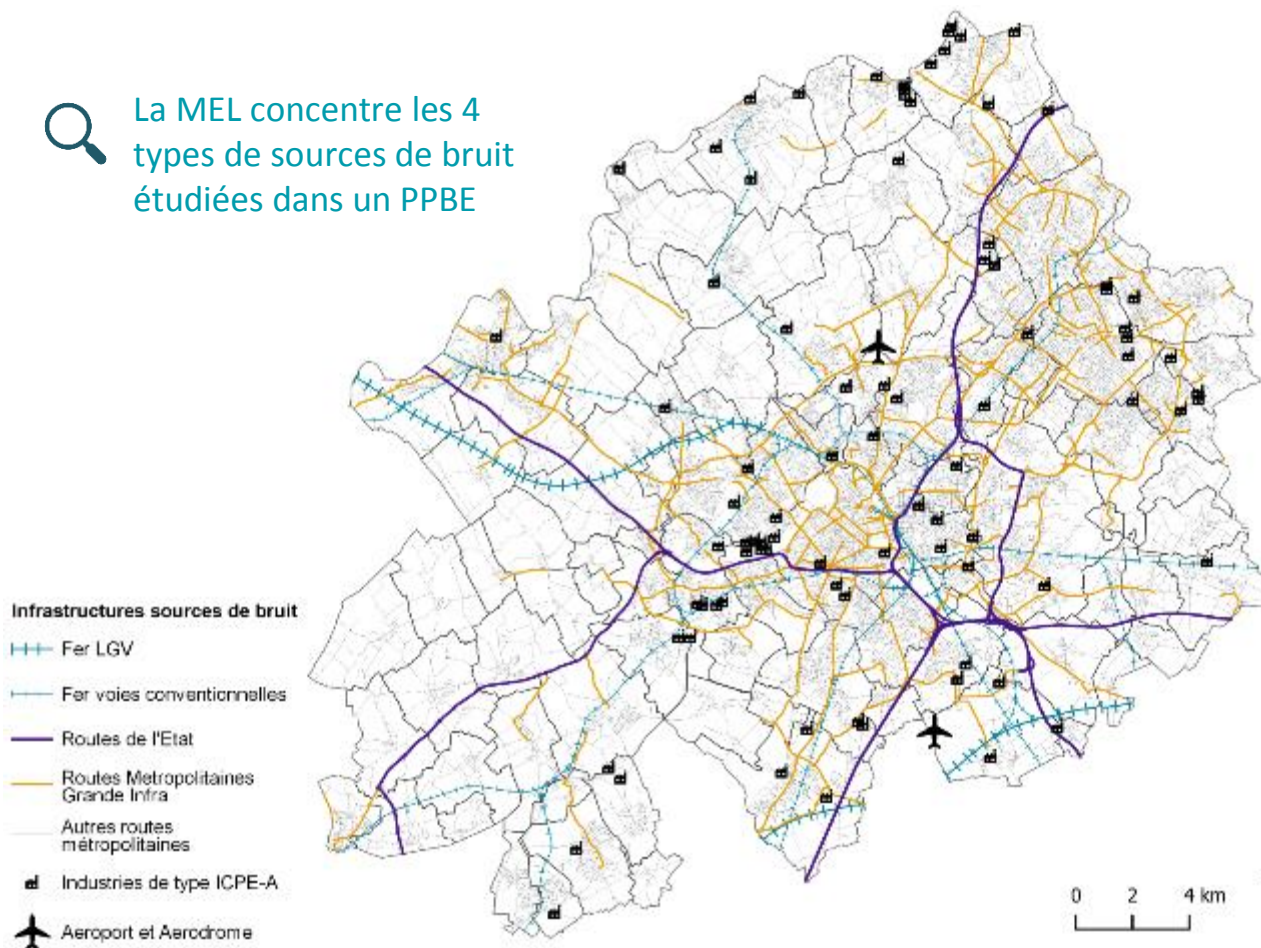 La MEL concentre les 4
types de sources de bruit
étudiées dans un PPBE
Infrastructures sources de bruit
Fer LGV
Fer voies conventionnelles
Routes de l'Etat
Routes Metropolitaines
Grande Infra
Autres routes
métropolitaines
Industries de type ICPE-A
Aeroport et Aerodrome
0 2 4 km